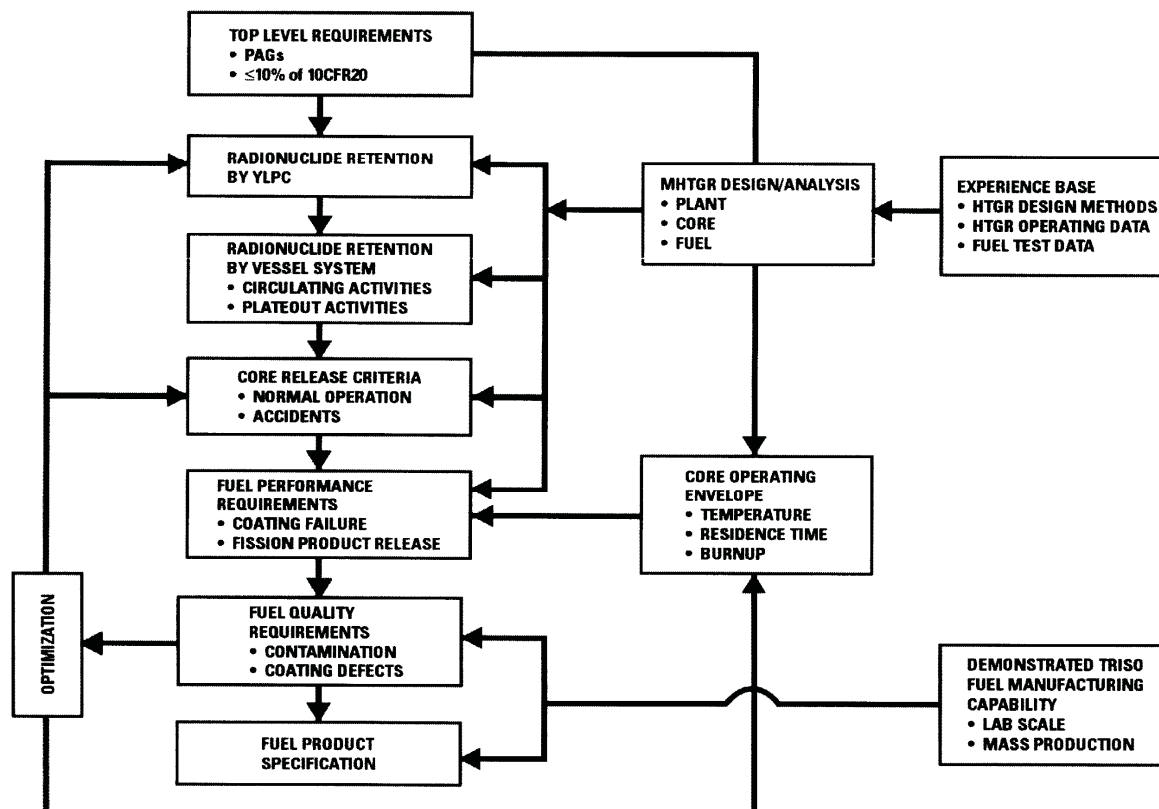 TOP LEVEL REQUIREMENTS
• PAGs
• ≤10% of 10CFR20
RADIONUCLIDE RETENTION
BY YLPC
RADIONUCLIDE RETENTION
BY VESSEL SYSTEM
• CIRCULATING ACTIVITIES
• PLATEOUT ACTIVITIES
CORE RELEASE CRITERIA
• NORMAL OPERATION
• ACCIDENTS
FUEL PERFORMANCE
REQUIREMENTS
• COATING FAILURE
• FISSION PRODUCT RELEASE
FUEL QUALITY
REQUIREMENTS
• CONTAMINATION
• COATING DEFECTS
FUEL PRODUCT
SPECIFICATION
OPTIMIZATION
MHTGR DESIGN/ANALYSIS
• PLANT
• CORE
• FUEL
EXPERIENCE BASE
• HTGR DESIGN METHODS
• HTGR OPERATING DATA
• FUEL TEST DATA
CORE OPERATING
ENVELOPE
• TEMPERATURE
• RESIDENCE TIME
• BURNUP
DEMONSTRATED TRISO
FUEL MANUFACTURING
CAPABILITY
• LAB SCALE
• MASS PRODUCTION